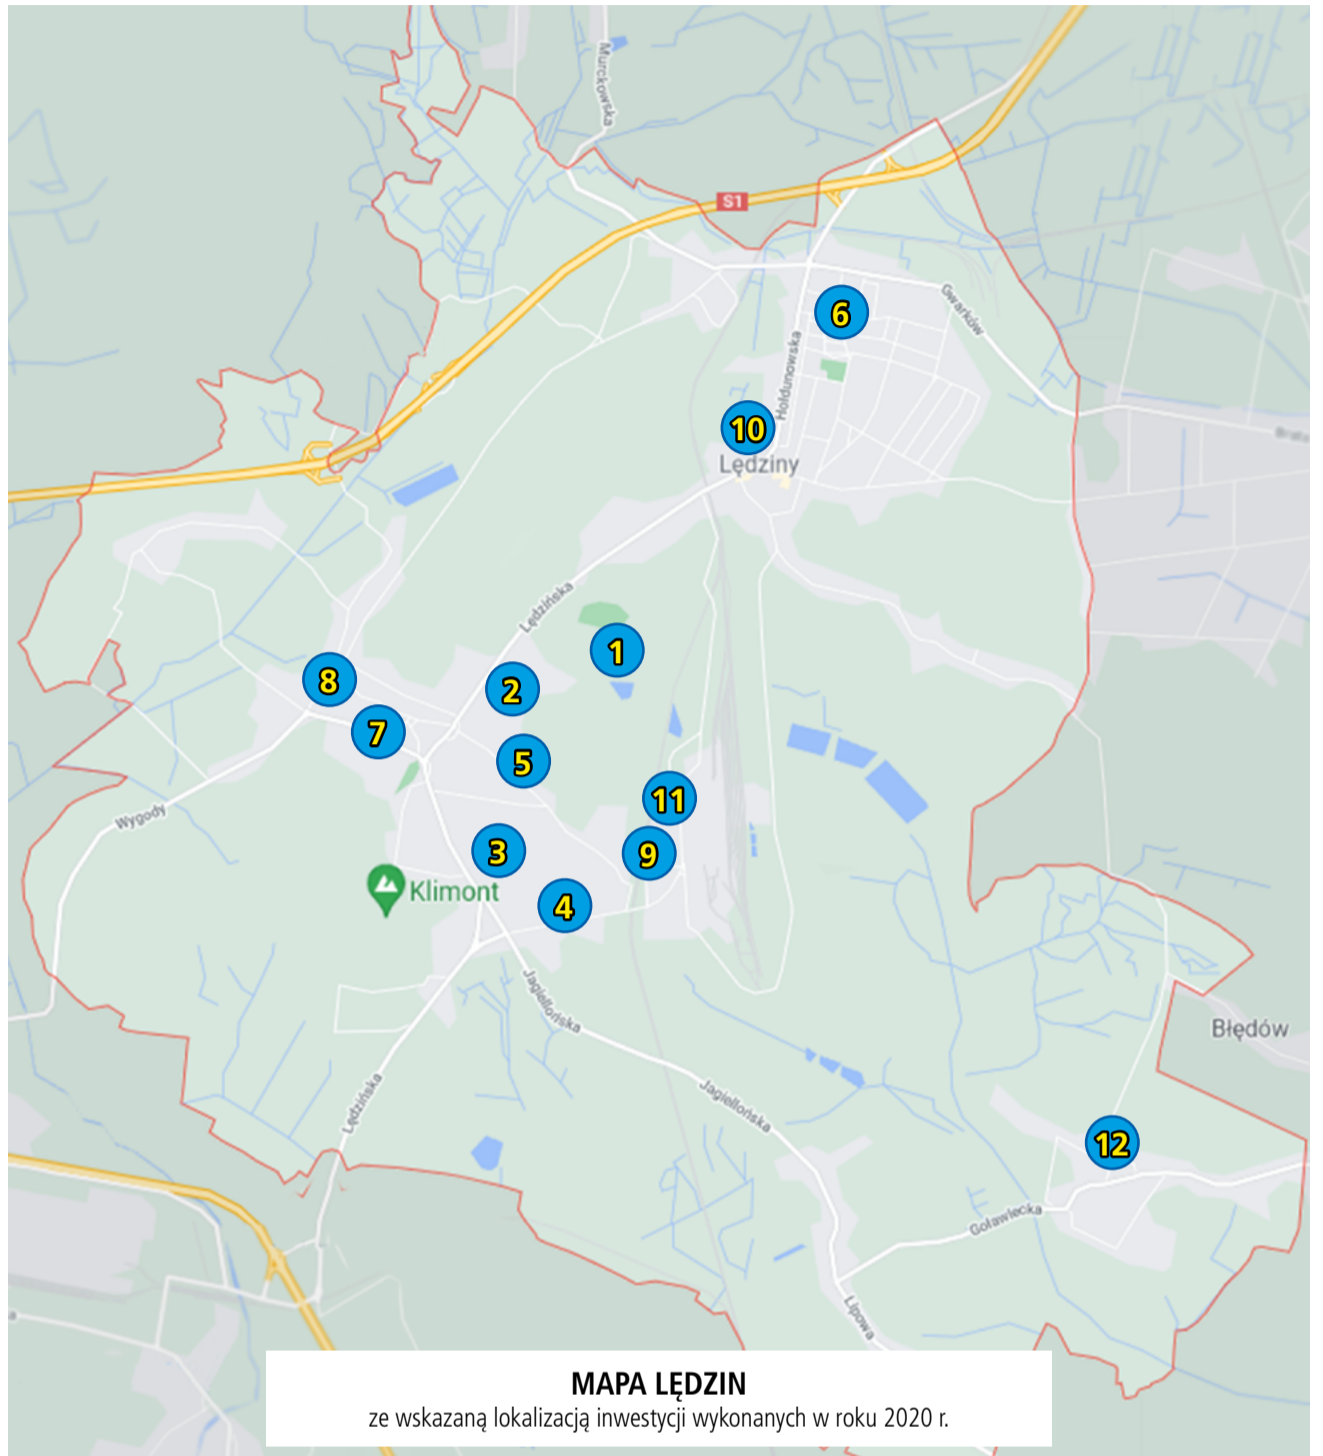 Murckowska
S1
Gwarków
6
Hołdunowska
10
Lędziny
Lędzińska
1
8
2
7
5
11
Wygody
3
9
Klimont
4
Jagiellońska
Błędów
Lędzińska
Jagiellońska
12
Goławiecka
Lipowa
MAPA LĘDZIN
ze wskazaną lokalizacją inwestycji wykonanych w roku 2020 r.